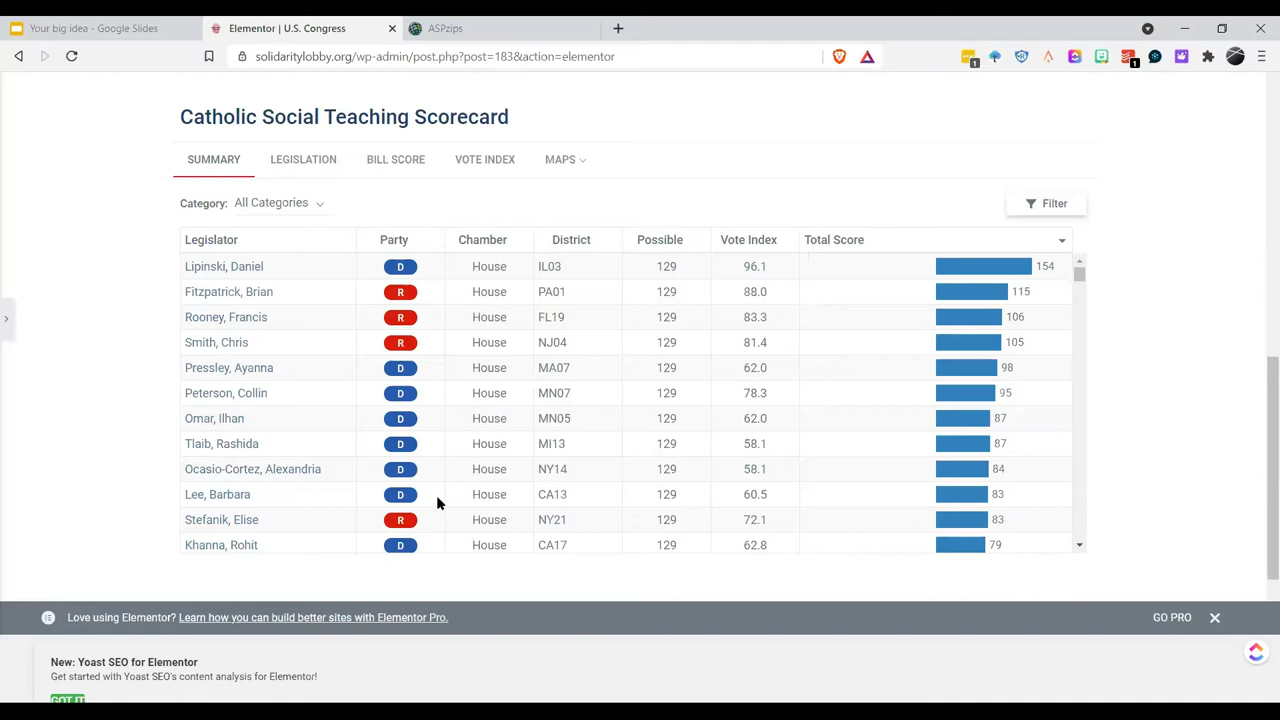 Your big idea - Google Slides
Elementor | U.S. Congress
ASPzips
solidaritylobby.org/wp-admin/post.php?post=183&action=elementor
1
1
Catholic Social Teaching Scorecard
SUMMARY LEGISLATION BILL SCORE VOTE INDEX MAPS
Category: All Categories Filter
Legislator Party Chamber District Possible Vote Index Total Score
Lipinski, Daniel D House IL03 129 96.1 154
Fitzpatrick, Brian R House PA01 129 88.0 115
Rooney, Francis R House FL19 129 83.3 106
Smith, Chris R House NJ04 129 81.4 105
Pressley, Ayanna D House MA07 129 62.0 98
Peterson, Collin D House MN07 129 78.3 95
Omar, Ilhan D House MN05 129 62.0 87
Tlaib, Rashida D House MI13 129 58.1 87
Ocasio-Cortez, Alexandria D House NY14 129 58.1 84
Lee, Barbara D House CA13 129 60.5 83
Stefanik, Elise R House NY21 129 72.1 83
Khanna, Rohit D House CA17 129 62.8 79
Love using Elementor? Learn how you can build better sites with Elementor Pro. GO PRO
New: Yoast SEO for Elementor
Get started with Yoast SEO's content analysis for Elementor!
GOT IT